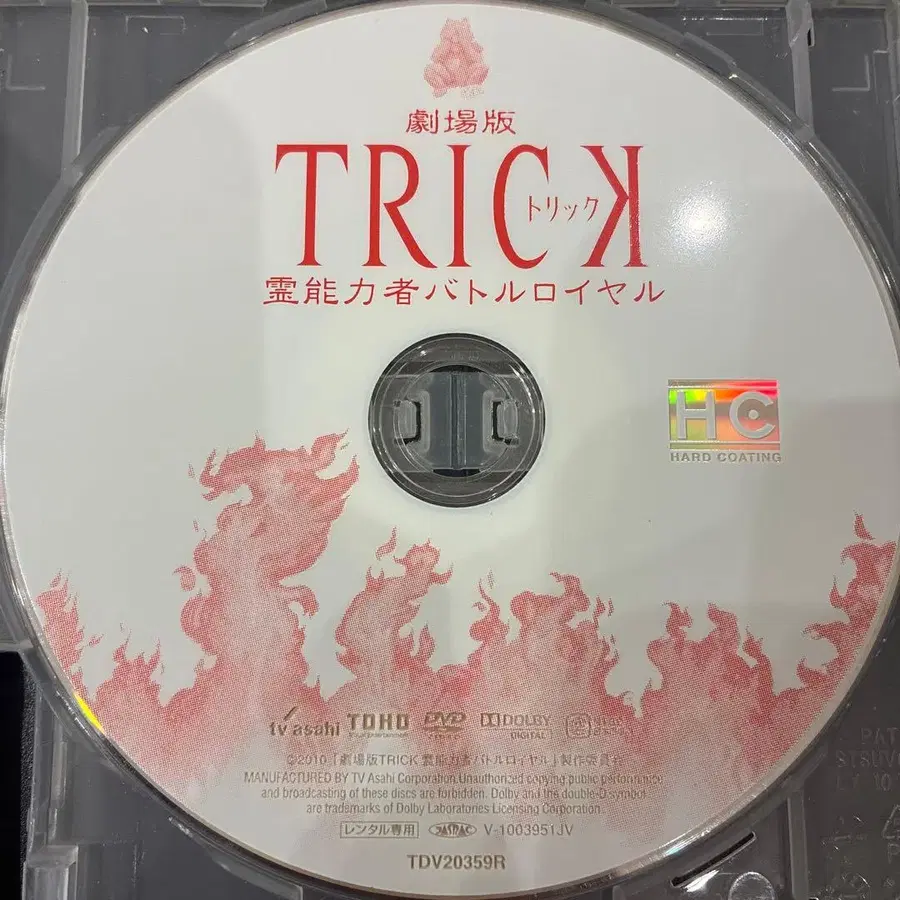 劇場版
TRICK
トリック
霊能力者バトルロイヤル
HC
HARD COATING
tv asahi TOHO DVD DOLBY DIGITAL
©2010「劇場版TRICK 霊能力者バトルロイヤル」製作委員会
MANUFACTURED BY TV Asahi Corporation.Unauthorized copying,public performance
and broadcasting of these discs are forbidden. Dolby and the double-D symbol
are trademarks of Dolby Laboratories Licensing Corporation.
レンタル専用 JASRAC V-1003951JV
TDV20359R